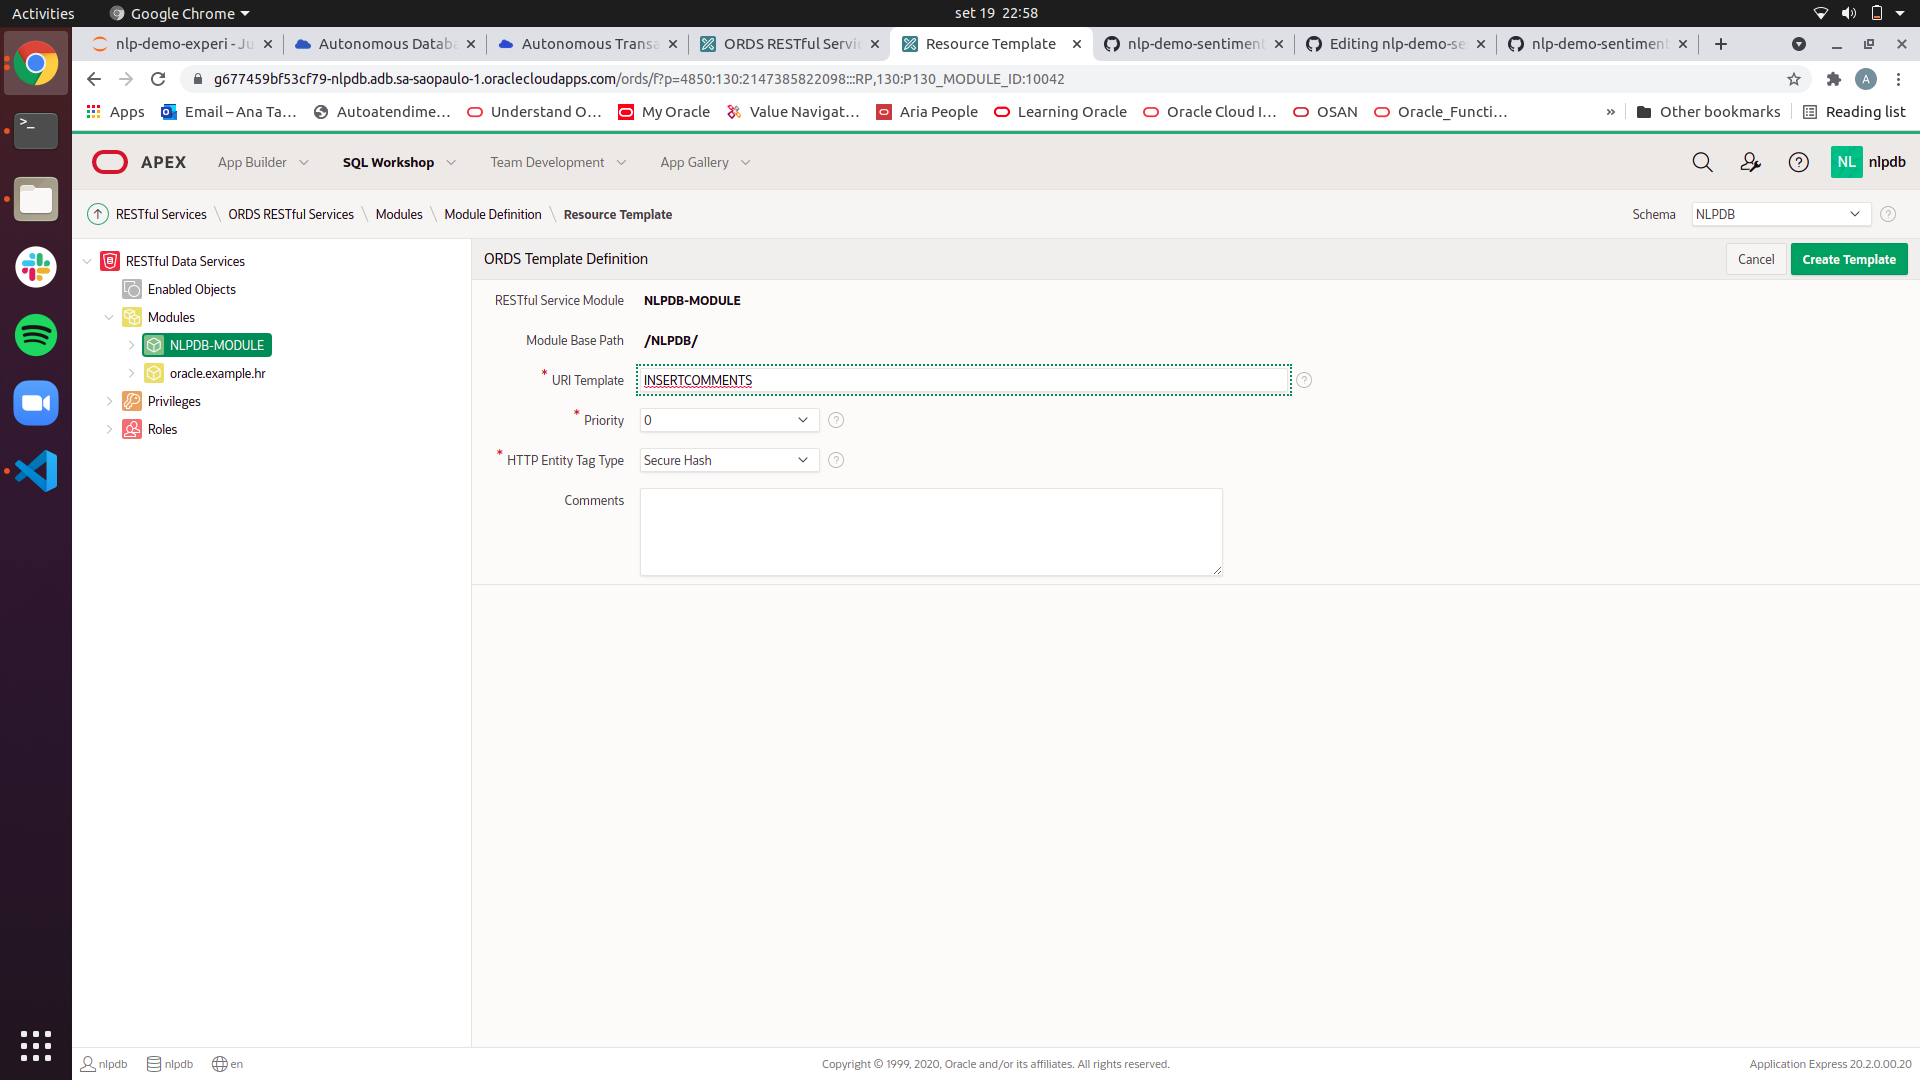 Activities
Google Chrome
set 19 22:58
nlp-demo-experi - Ju
Autonomous Databa
Autonomous Transa
ORDS RESTful Servic
Resource Template
nlp-demo-sentiment
Editing nlp-demo-se
nlp-demo-sentiment
g677459bf53cf79-nlpdb.adb.sa-saopaulo-1.oraclecloudapps.com/ords/f?p=4850:130:2147385822098:::RP,130:P130_MODULE_ID:10042
A
Apps
Email – Ana Ta…
Autoatendime…
Understand O…
My Oracle
Value Navigat…
Aria People
Learning Oracle
Oracle Cloud I…
OSAN
Oracle_Functi…
»
Other bookmarks
Reading list
APEX
App Builder
SQL Workshop
Team Development
App Gallery
NL
nlpdb
RESTful Services \ ORDS RESTful Services \ Modules \ Module Definition \ Resource Template
Schema
NLPDB
RESTful Data Services
Enabled Objects
Modules
NLPDB-MODULE
oracle.example.hr
Privileges
Roles
ORDS Template Definition
Cancel
Create Template
RESTful Service Module NLPDB-MODULE
Module Base Path /NLPDB/
* URI Template INSERTCOMMENTS ?
* Priority 0 ?
* HTTP Entity Tag Type Secure Hash ?
Comments
nlpdb
nlpdb
en
Copyright © 1999, 2020, Oracle and/or its affiliates. All rights reserved.
Application Express 20.2.0.00.20